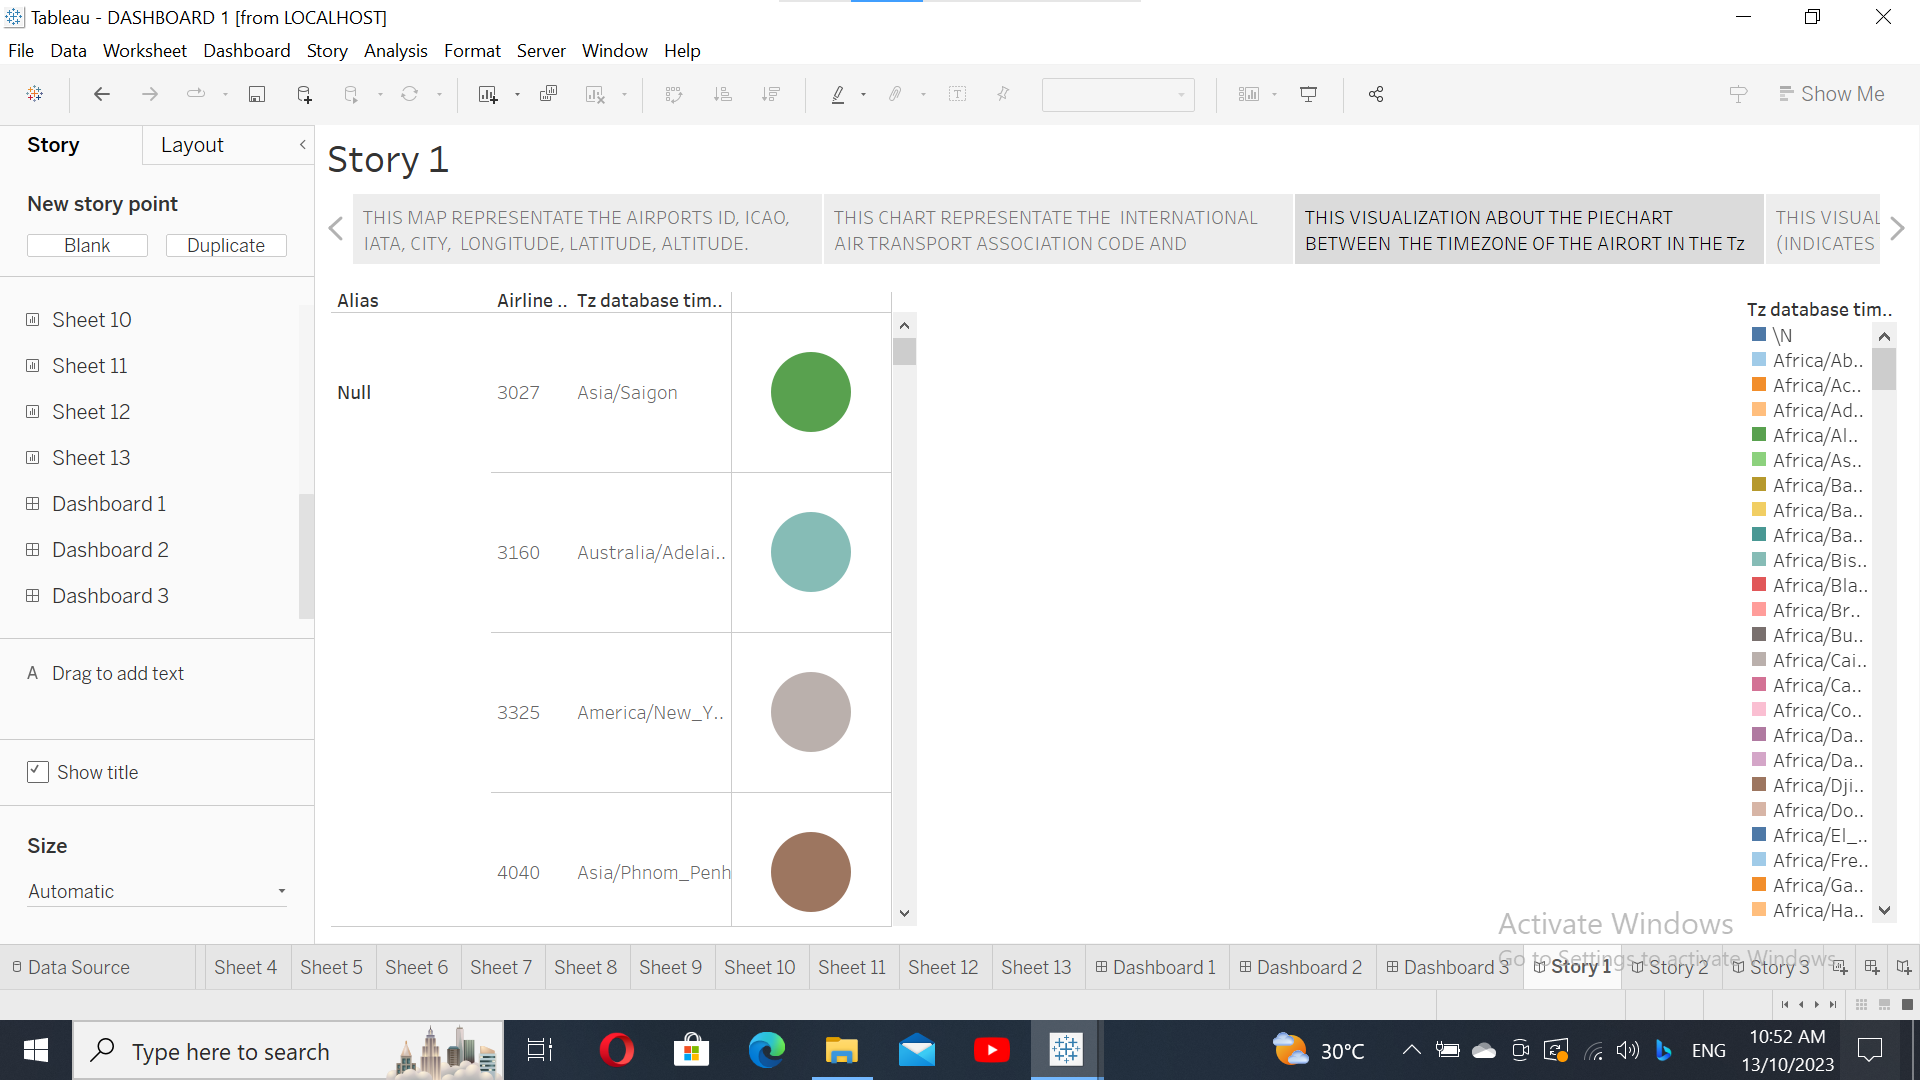 Tableau - DASHBOARD 1 [from LOCALHOST]
File Data Worksheet Dashboard Story Analysis Format Server Window Help
Show Me
Story Layout
New story point
Blank Duplicate
Sheet 10
Sheet 11
Sheet 12
Sheet 13
Dashboard 1
Dashboard 2
Dashboard 3
A Drag to add text
Show title
Size
Automatic
Story 1
THIS MAP REPRESENTATE THE AIRPORTS ID, ICAO,
IATA, CITY, LONGITUDE, LATITUDE, ALTITUDE.
THIS CHART REPRESENTATE THE INTERNATIONAL
AIR TRANSPORT ASSOCIATION CODE AND
THIS VISUALIZATION ABOUT THE PIECHART
BETWEEN THE TIMEZONE OF THE AIRORT IN THE Tz
THIS VISUAL
(INDICATES
Alias Airline .. Tz database tim..
Null 3027 Asia/Saigon
3160 Australia/Adelai..
3325 America/New_Y..
4040 Asia/Phnom_Penh
Tz database tim..
\N
Africa/Ab..
Africa/Ac..
Africa/Ad..
Africa/Al..
Africa/As..
Africa/Ba..
Africa/Ba..
Africa/Ba..
Africa/Bis..
Africa/Bla..
Africa/Br..
Africa/Bu..
Africa/Cai..
Africa/Ca..
Africa/Co..
Africa/Da..
Africa/Da..
Africa/Dji..
Africa/Do..
Africa/El_..
Africa/Fre..
Africa/Ga..
Africa/Ha..
Activate Windows
Go to Settings to activate Windows.
Data Source Sheet 4 Sheet 5 Sheet 6 Sheet 7 Sheet 8 Sheet 9 Sheet 10 Sheet 11 Sheet 12 Sheet 13 Dashboard 1 Dashboard 2 Dashboard 3 Story 1 Story 2 Story 3
Type here to search
30°C
ENG
10:52 AM
13/10/2023